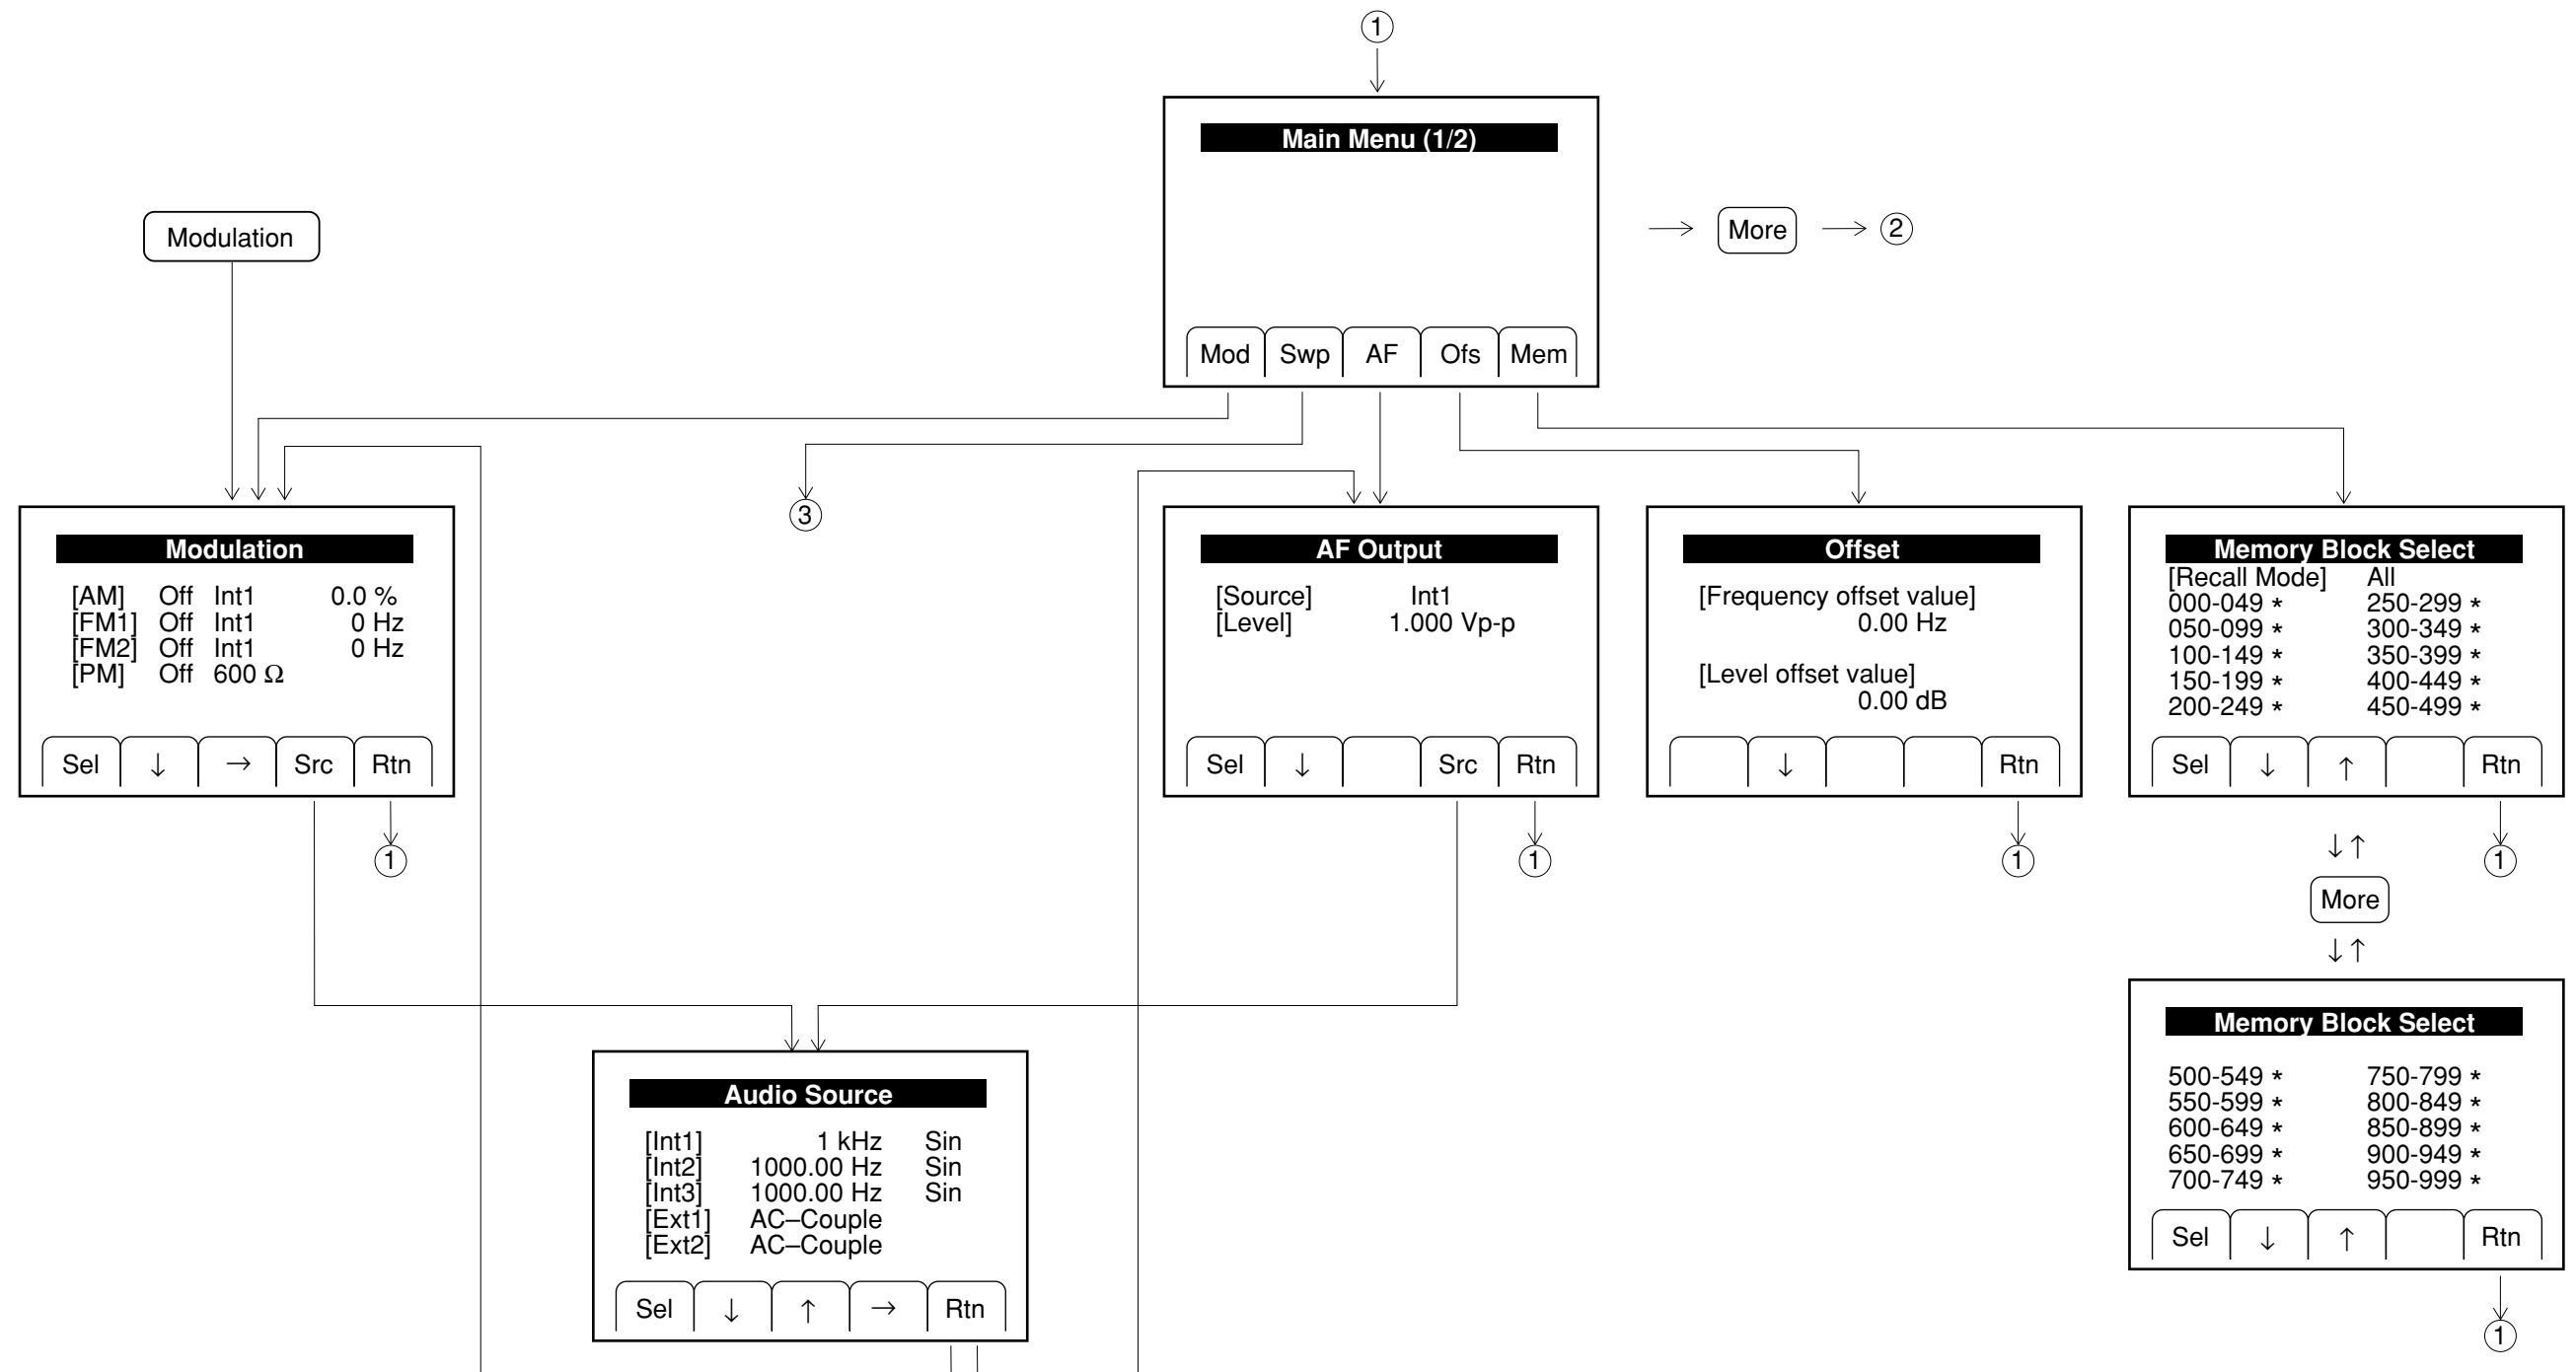 ①
Main Menu (1/2)
→ More → ②
Mod Swp AF Ofs Mem
Modulation
③
Modulation
[AM] Off Int1 0.0 %
[FM1] Off Int1 0 Hz
[FM2] Off Int1 0 Hz
[PM] Off 600 Ω
Sel ↓ → Src Rtn
①
AF Output
[Source] Int1
[Level] 1.000 Vp-p
Sel ↓ Src Rtn
①
Offset
[Frequency offset value]
0.00 Hz
[Level offset value]
0.00 dB
↓ Rtn
①
Memory Block Select
[Recall Mode] All
000-049 * 250-299 *
050-099 * 300-349 *
100-149 * 350-399 *
150-199 * 400-449 *
200-249 * 450-499 *
Sel ↓ ↑ Rtn
①
↓↑
More
↓↑
Memory Block Select
500-549 * 750-799 *
550-599 * 800-849 *
600-649 * 850-899 *
650-699 * 900-949 *
700-749 * 950-999 *
Sel ↓ ↑ Rtn
①
Audio Source
[Int1] 1 kHz Sin
[Int2] 1000.00 Hz Sin
[Int3] 1000.00 Hz Sin
[Ext1] AC–Couple
[Ext2] AC–Couple
Sel ↓ ↑ → Rtn